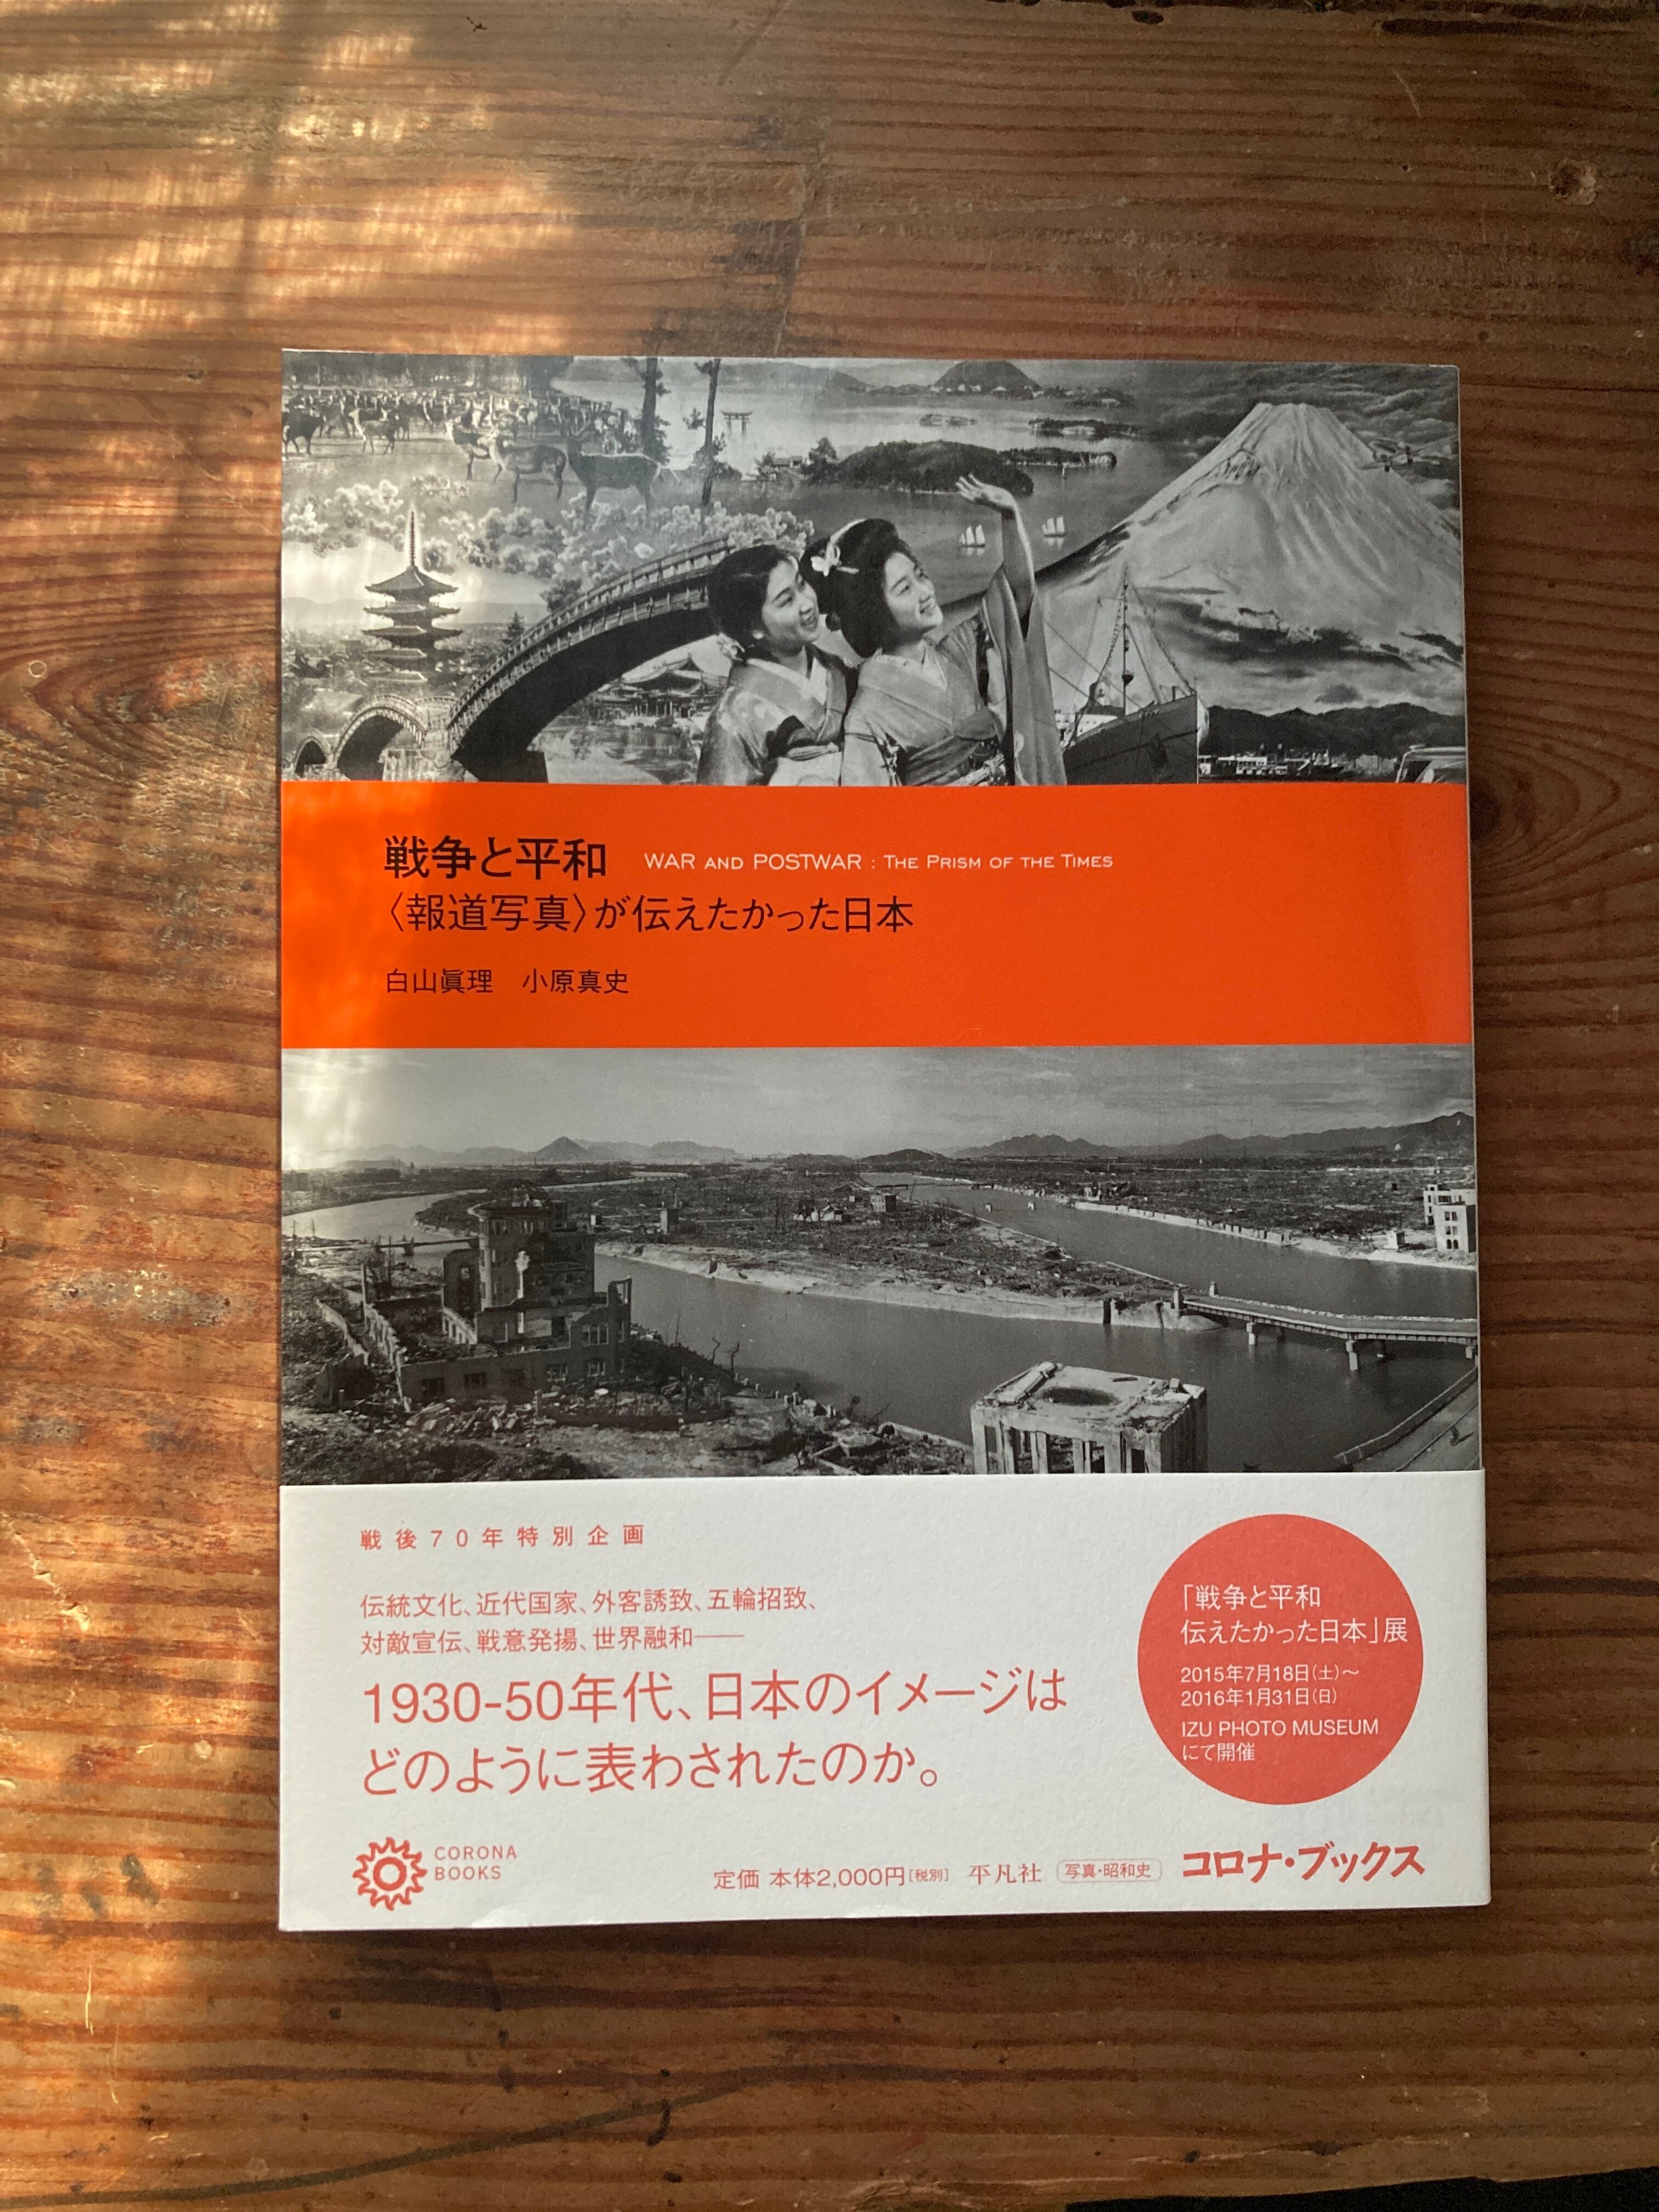 戦争と平和 WAR AND POSTWAR : THE PRISM OF THE TIMES
〈報道写真〉が伝えたかった日本
白山眞理 小原真史
戦後70年特別企画
伝統文化、近代国家、外客誘致、五輪招致、
対敵宣伝、戦意発揚、世界融和――
1930-50年代、日本のイメージは
どのように表わされたのか。
「戦争と平和
伝えたかった日本」展
2015年7月18日(土)～
2016年1月31日(日)
IZU PHOTO MUSEUM
にて開催
CORONA
BOOKS
定価 本体2,000円[税別] 平凡社 写真・昭和史 コロナ・ブックス